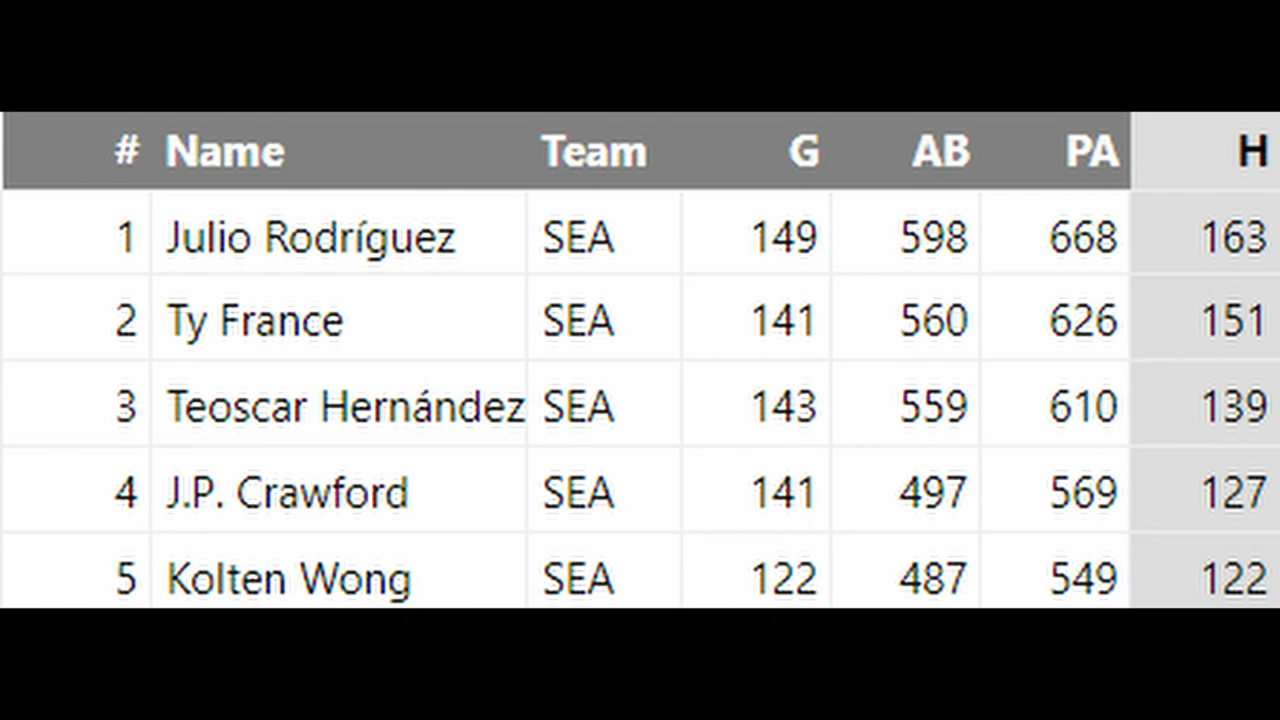 # Name Team G AB PA H
1 Julio Rodríguez SEA 149 598 668 163
2 Ty France SEA 141 560 626 151
3 Teoscar Hernández SEA 143 559 610 139
4 J.P. Crawford SEA 141 497 569 127
5 Kolten Wong SEA 122 487 549 122